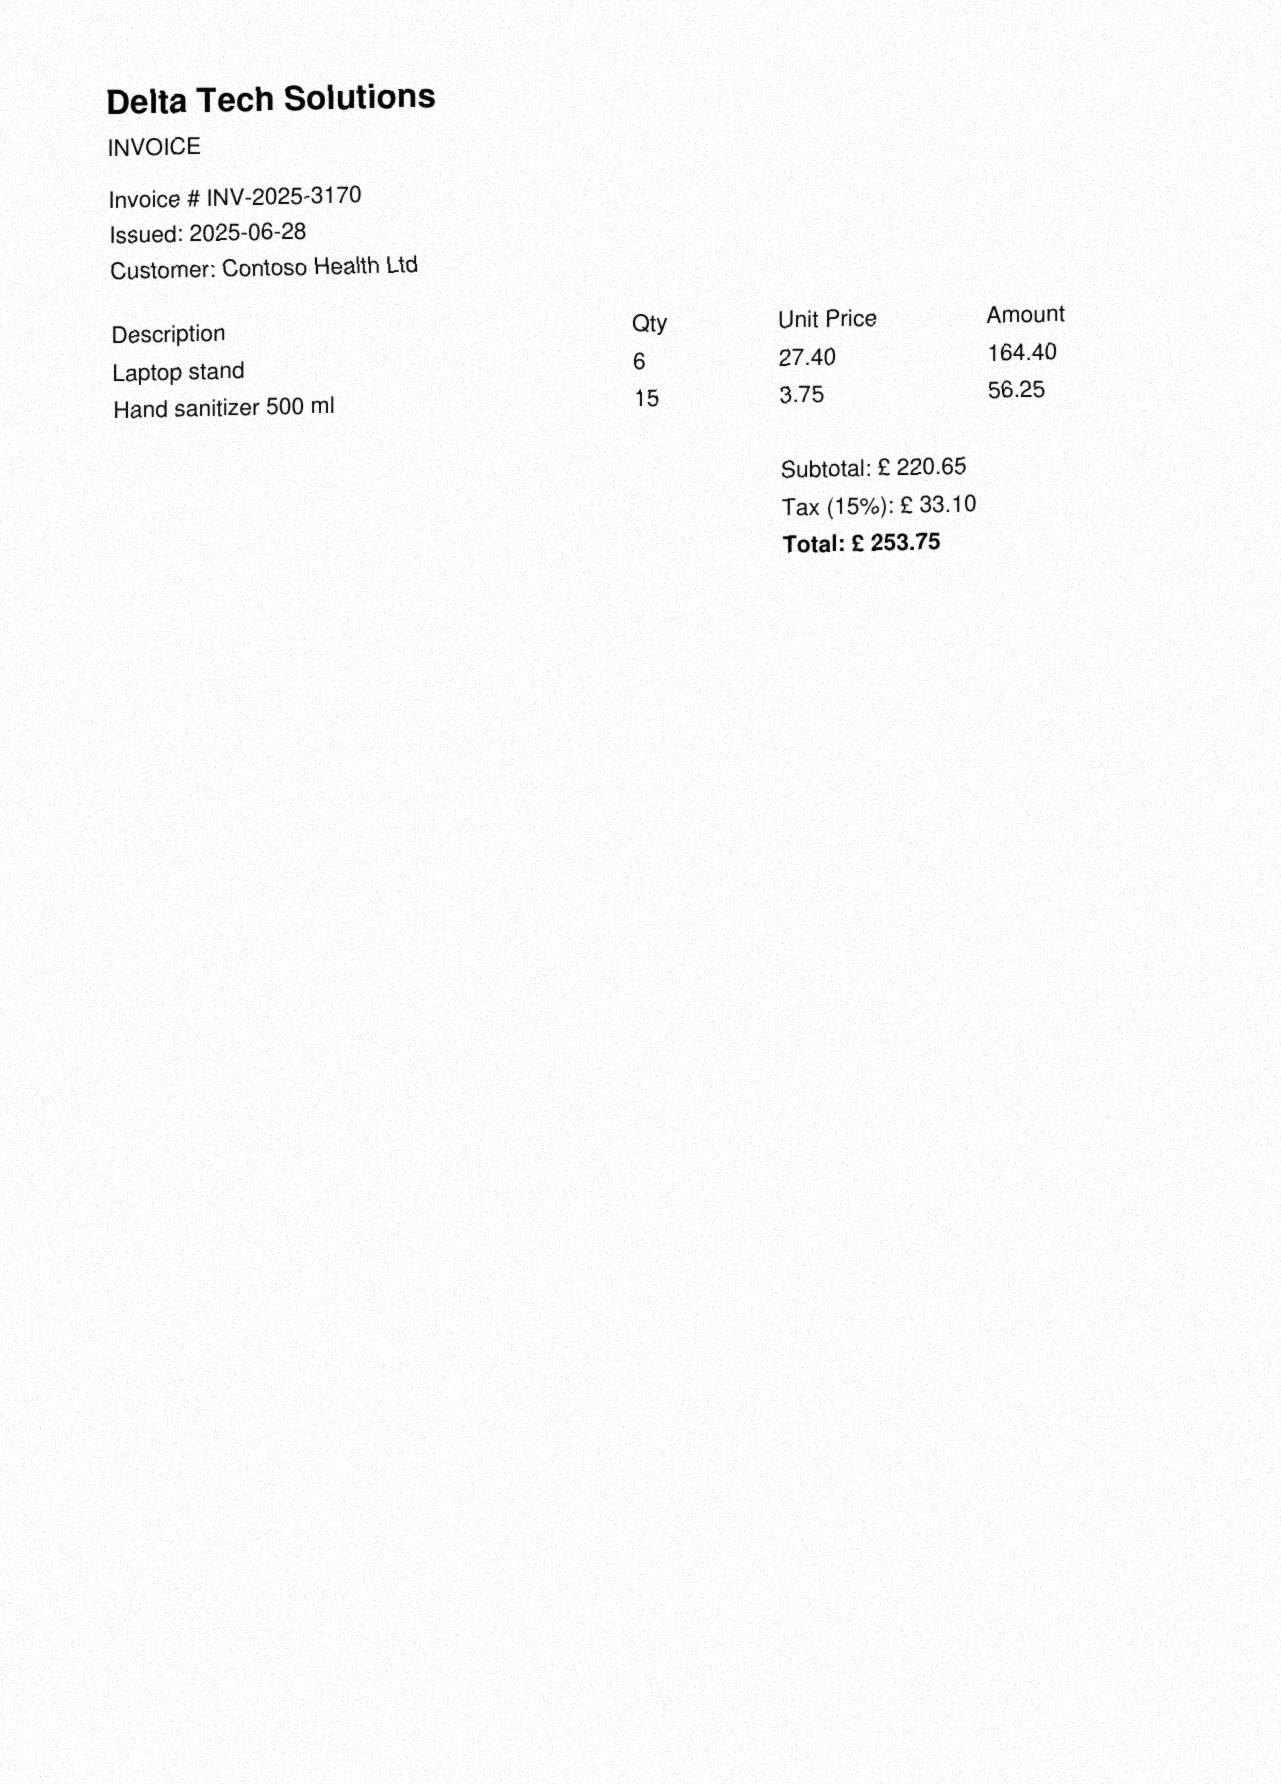 Delta Tech Solutions
INVOICE
Invoice # INV-2025-3170
Issued: 2025-06-28
Customer: Contoso Health Ltd
Description Qty Unit Price Amount
Laptop stand 6 27.40 164.40
Hand sanitizer 500 ml 15 3.75 56.25
Subtotal: £ 220.65
Tax (15%): £ 33.10
Total: £ 253.75